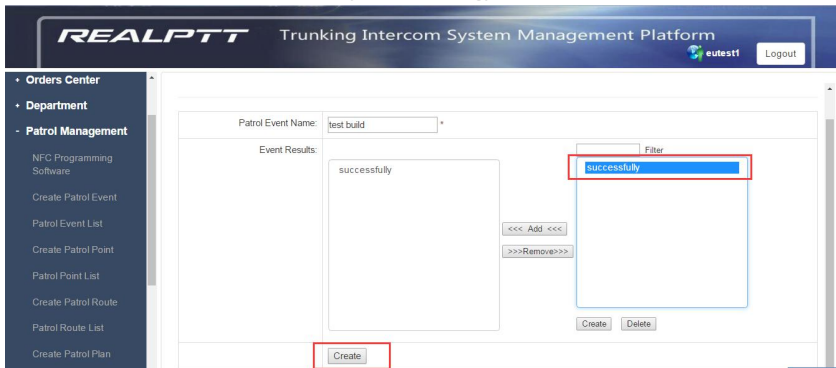 REALPTT Trunking Intercom System Management Platform
eutest1 Logout
+ Orders Center
+ Department
- Patrol Management
NFC Programming
Software
Create Patrol Event
Patrol Event List
Create Patrol Point
Patrol Point List
Create Patrol Route
Patrol Route List
Create Patrol Plan
Patrol Event Name: test build *
Event Results:
Filter
successfully
successfully
<<< Add <<<
>>>Remove>>>
Create Delete
Create